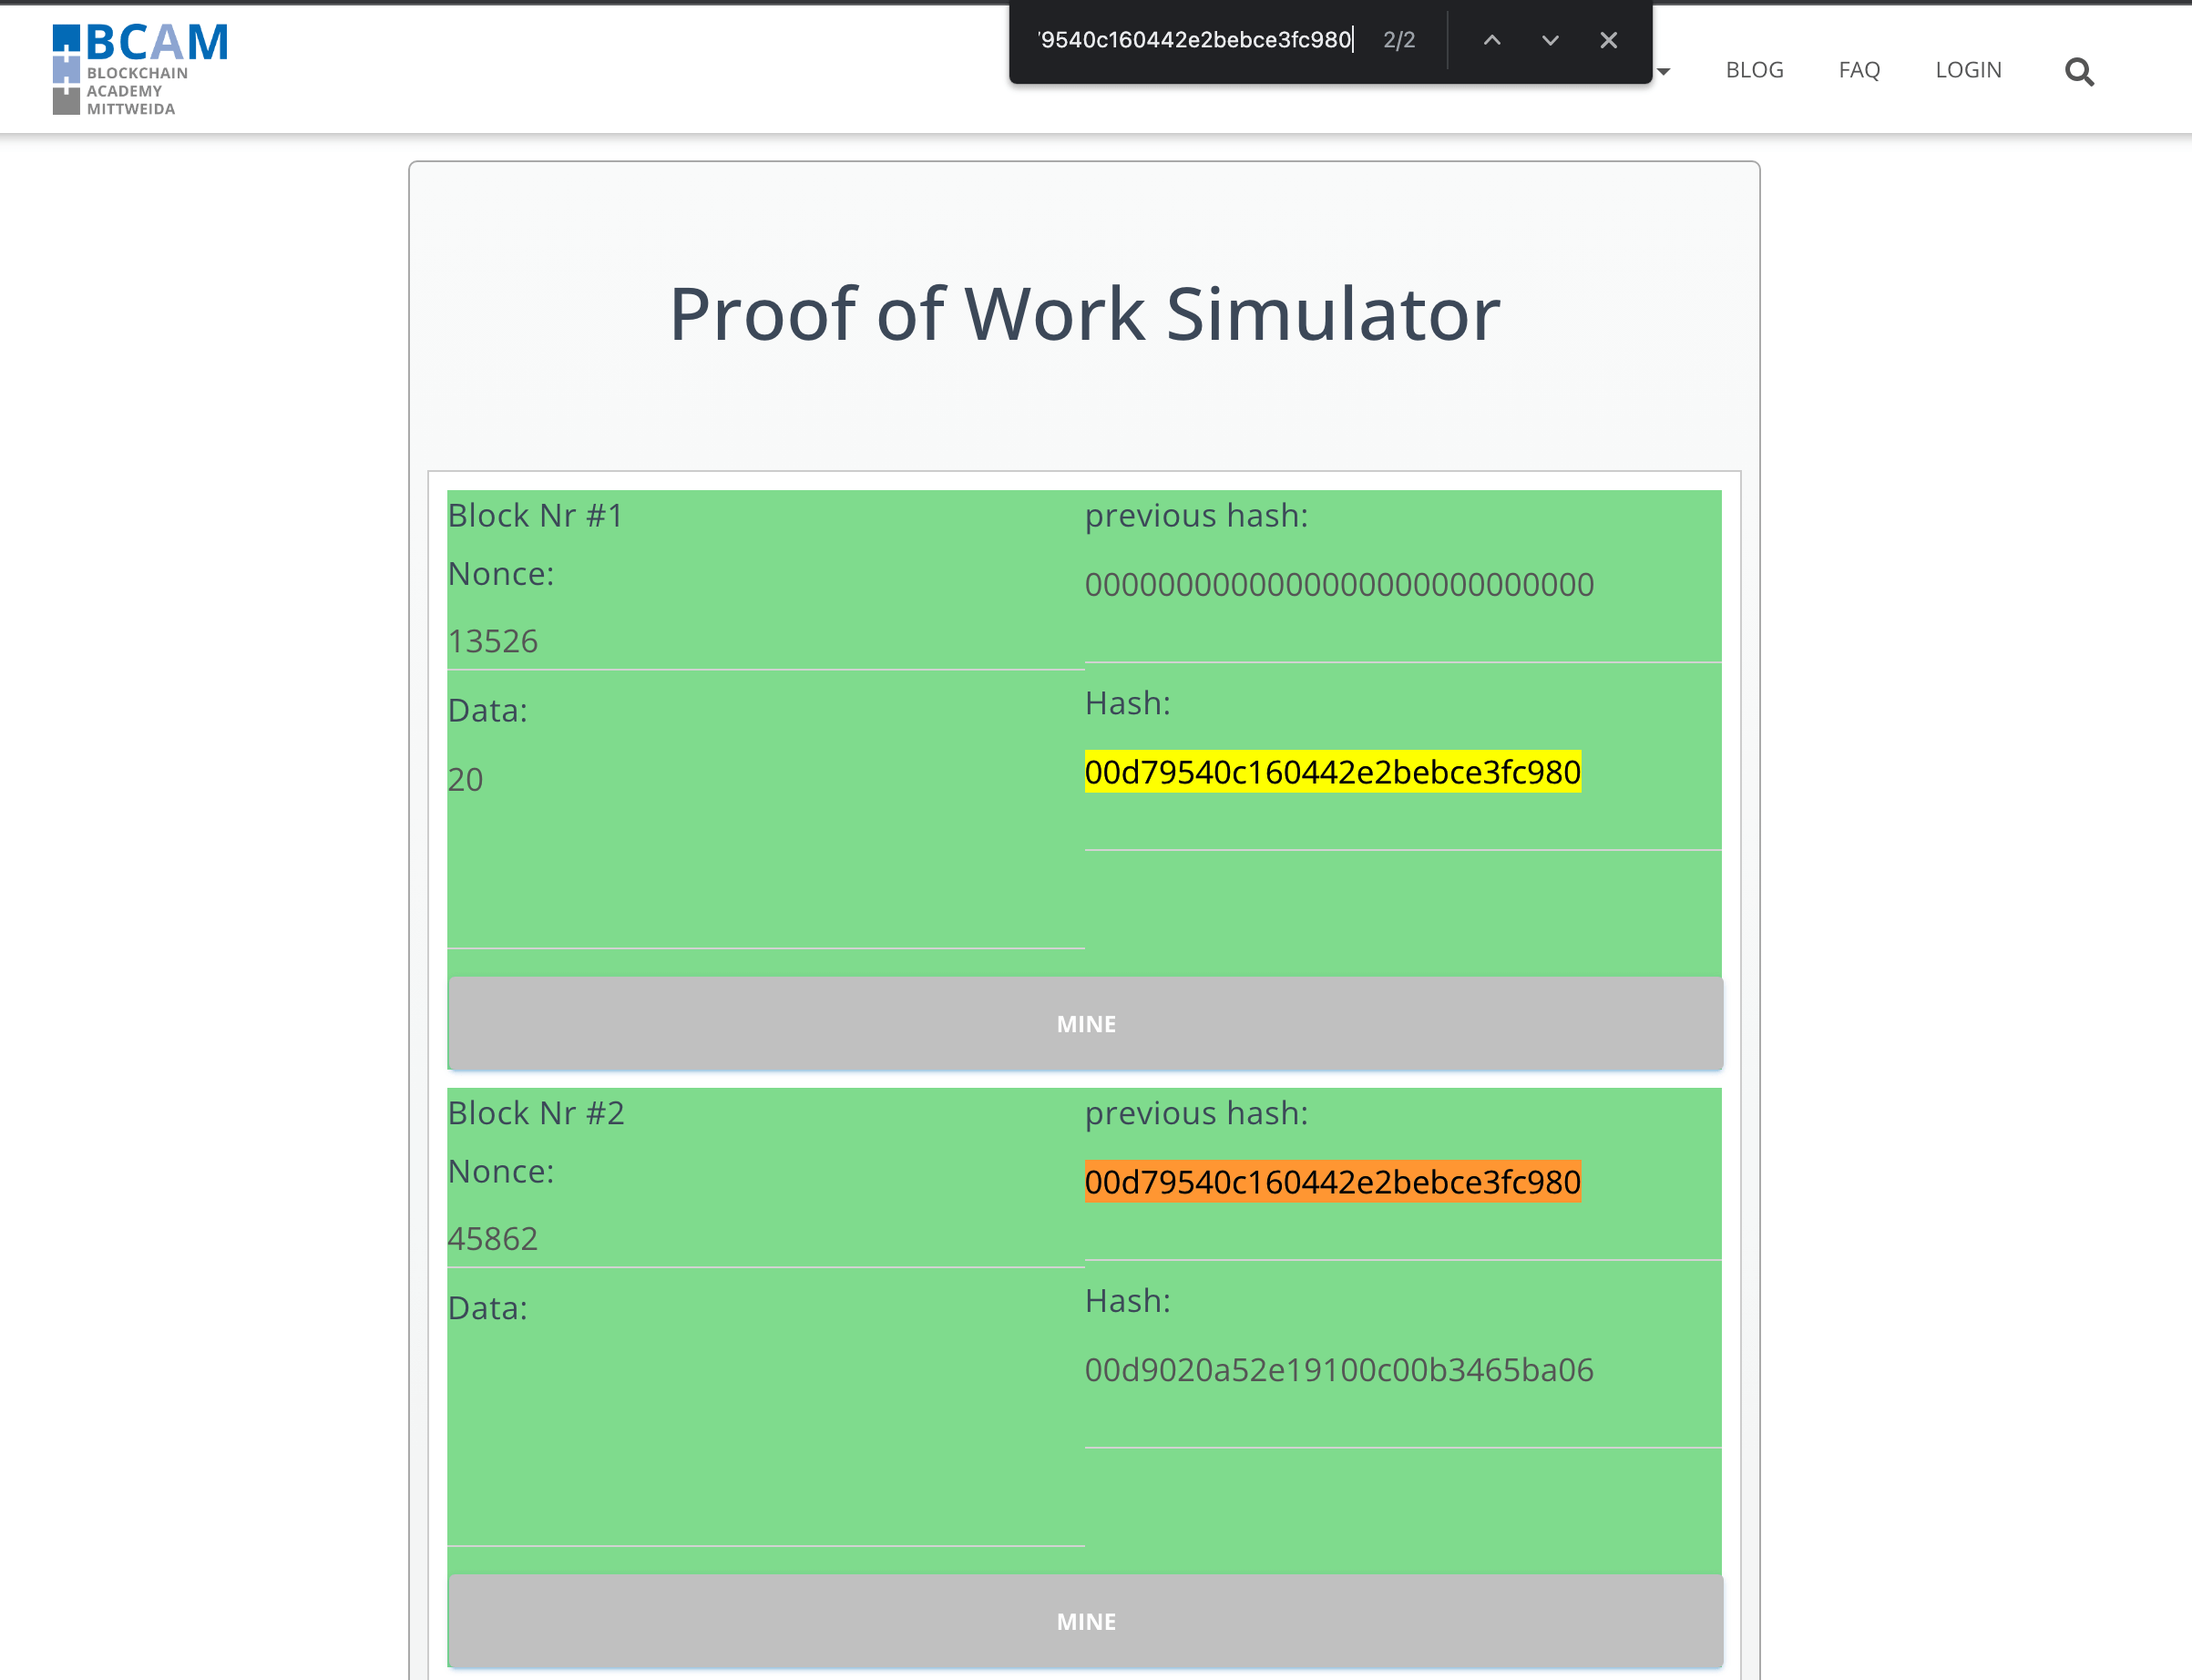 BCAM
BLOCKCHAIN
ACADEMY
MITTWEIDA
9540c160442e2bebce3fc980
2/2
BLOG
FAQ
LOGIN
Proof of Work Simulator
Block Nr #1
Nonce:
13526
Data:
20
previous hash:
0000000000000000000000000000
Hash:
00d79540c160442e2bebce3fc980
MINE
Block Nr #2
Nonce:
45862
Data:
previous hash:
00d79540c160442e2bebce3fc980
Hash:
00d9020a52e19100c00b3465ba06
MINE